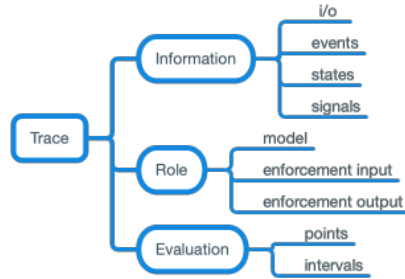 Trace
Information
i/o
events
states
signals
Role
model
enforcement input
enforcement output
Evaluation
points
intervals